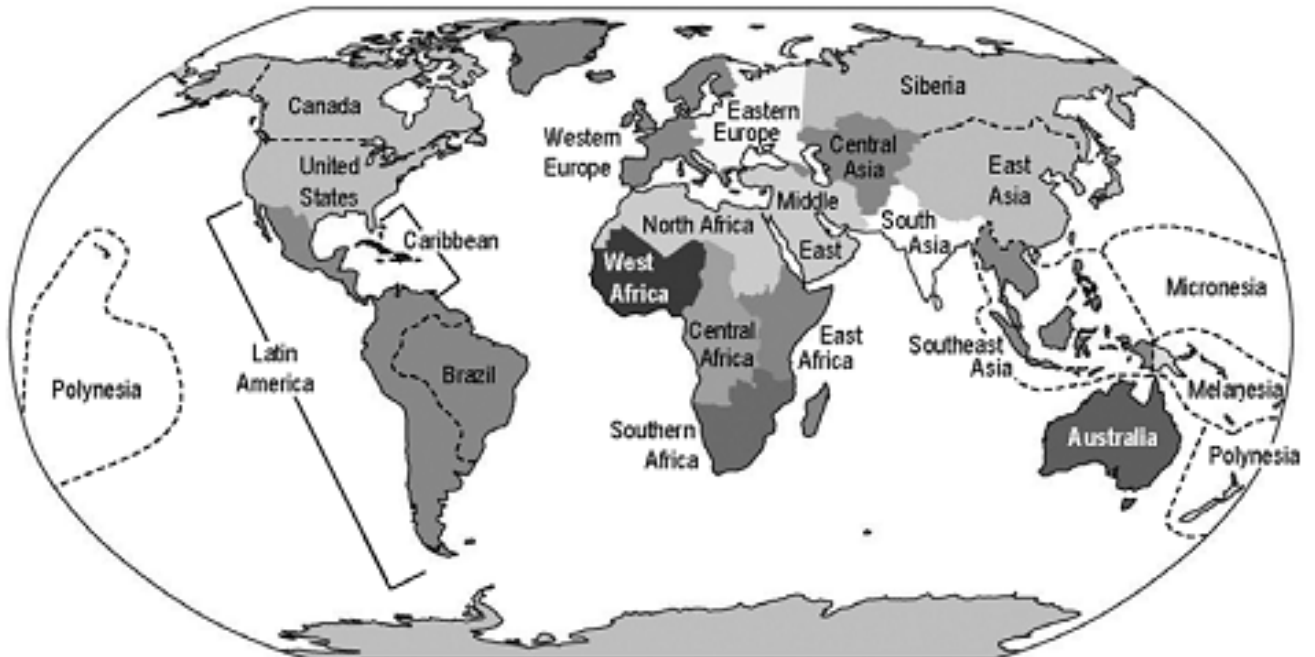 Canada
United
States
Caribbean
Latin
America
Brazil
Polynesia
Western
Europe
Eastern
Europe
Siberia
Central
Asia
East
Asia
Middle
East
South
Asia
North Africa
West
Africa
Central
Africa
East
Africa
Southern
Africa
Southeast
Asia
Micronesia
Melanesia
Australia
Polynesia